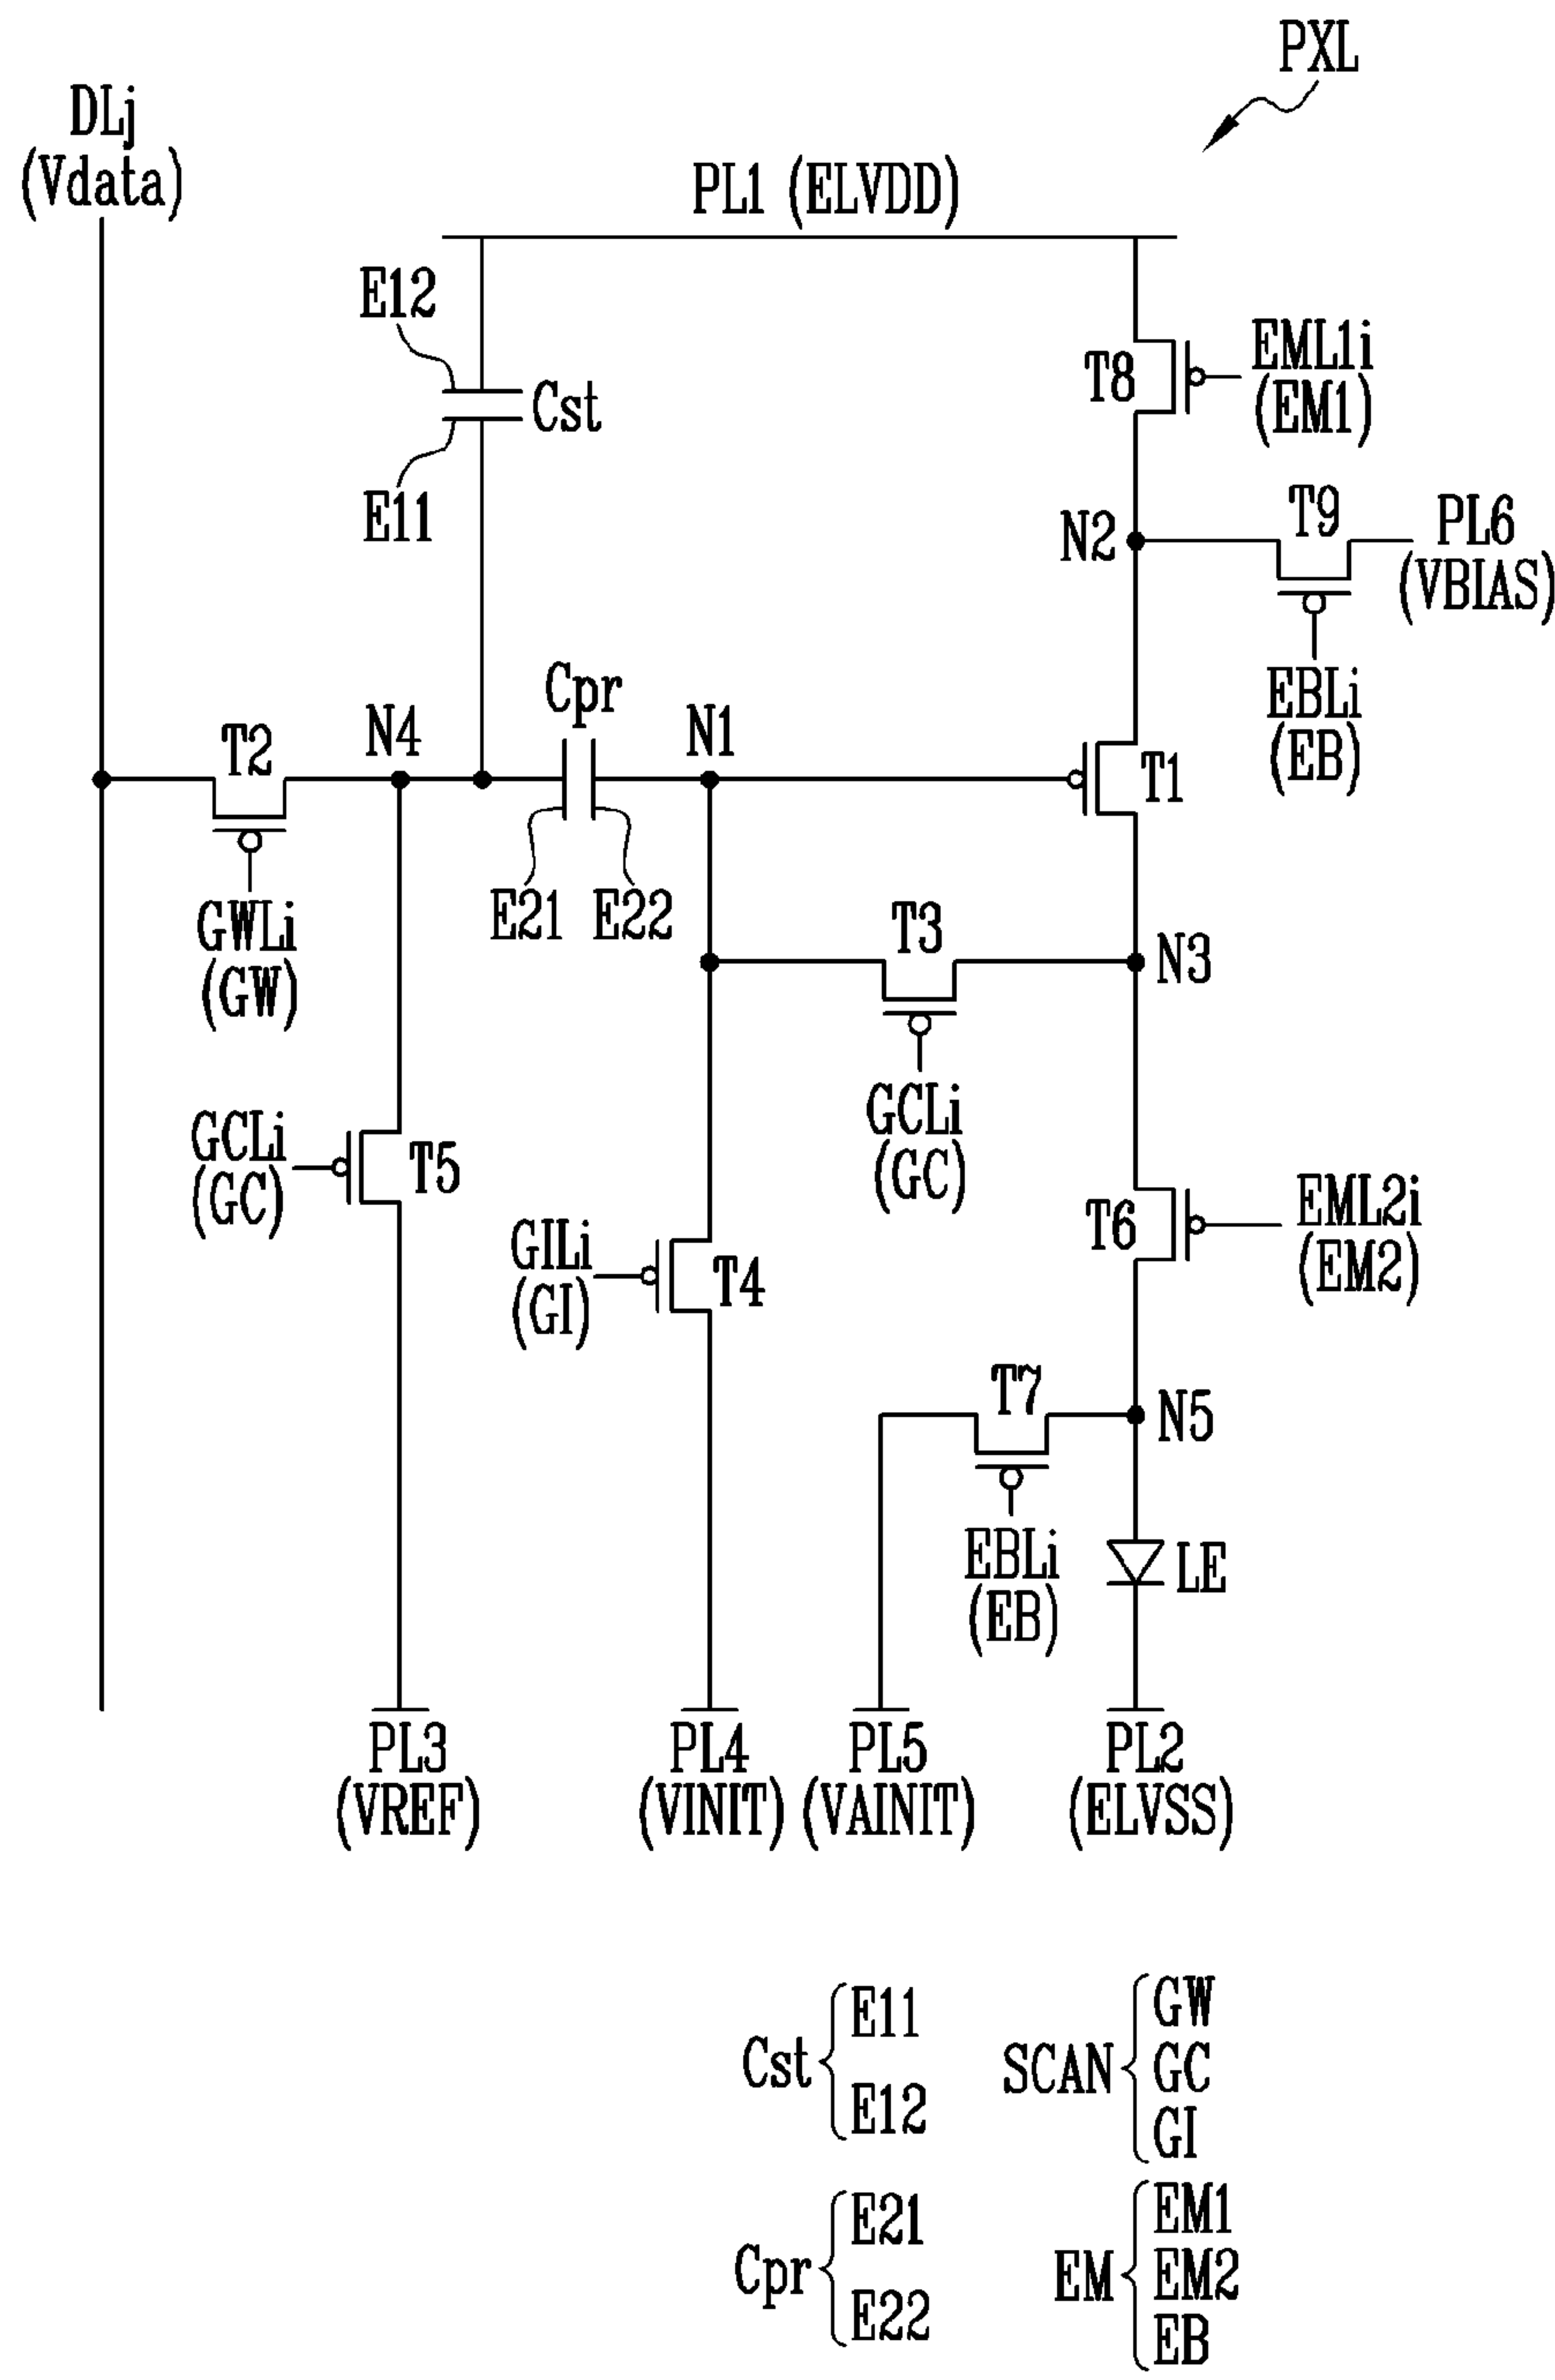 PXL
DLj
(Vdata)
PL1 (ELVDD)
E12
Cst
E11
T8
EML1i
(EM1)
N2
T9
PL6
(VBIAS)
EBLi
(EB)
T2
N4
Cpr
N1
T1
GWLi
(GW)
E21
E22
T3
N3
GCLi
(GC)
GCLi
(GC)
T5
GILi
(GI)
T4
T6
EML2i
(EM2)
T7
N5
EBLi
(EB)
LE
PL3
(VREF)
PL4
(VINIT)
PL5
(VAINIT)
PL2
(ELVSS)
Cst
E11
E12
SCAN
GW
GC
GI
Cpr
E21
E22
EM
EM1
EM2
EB